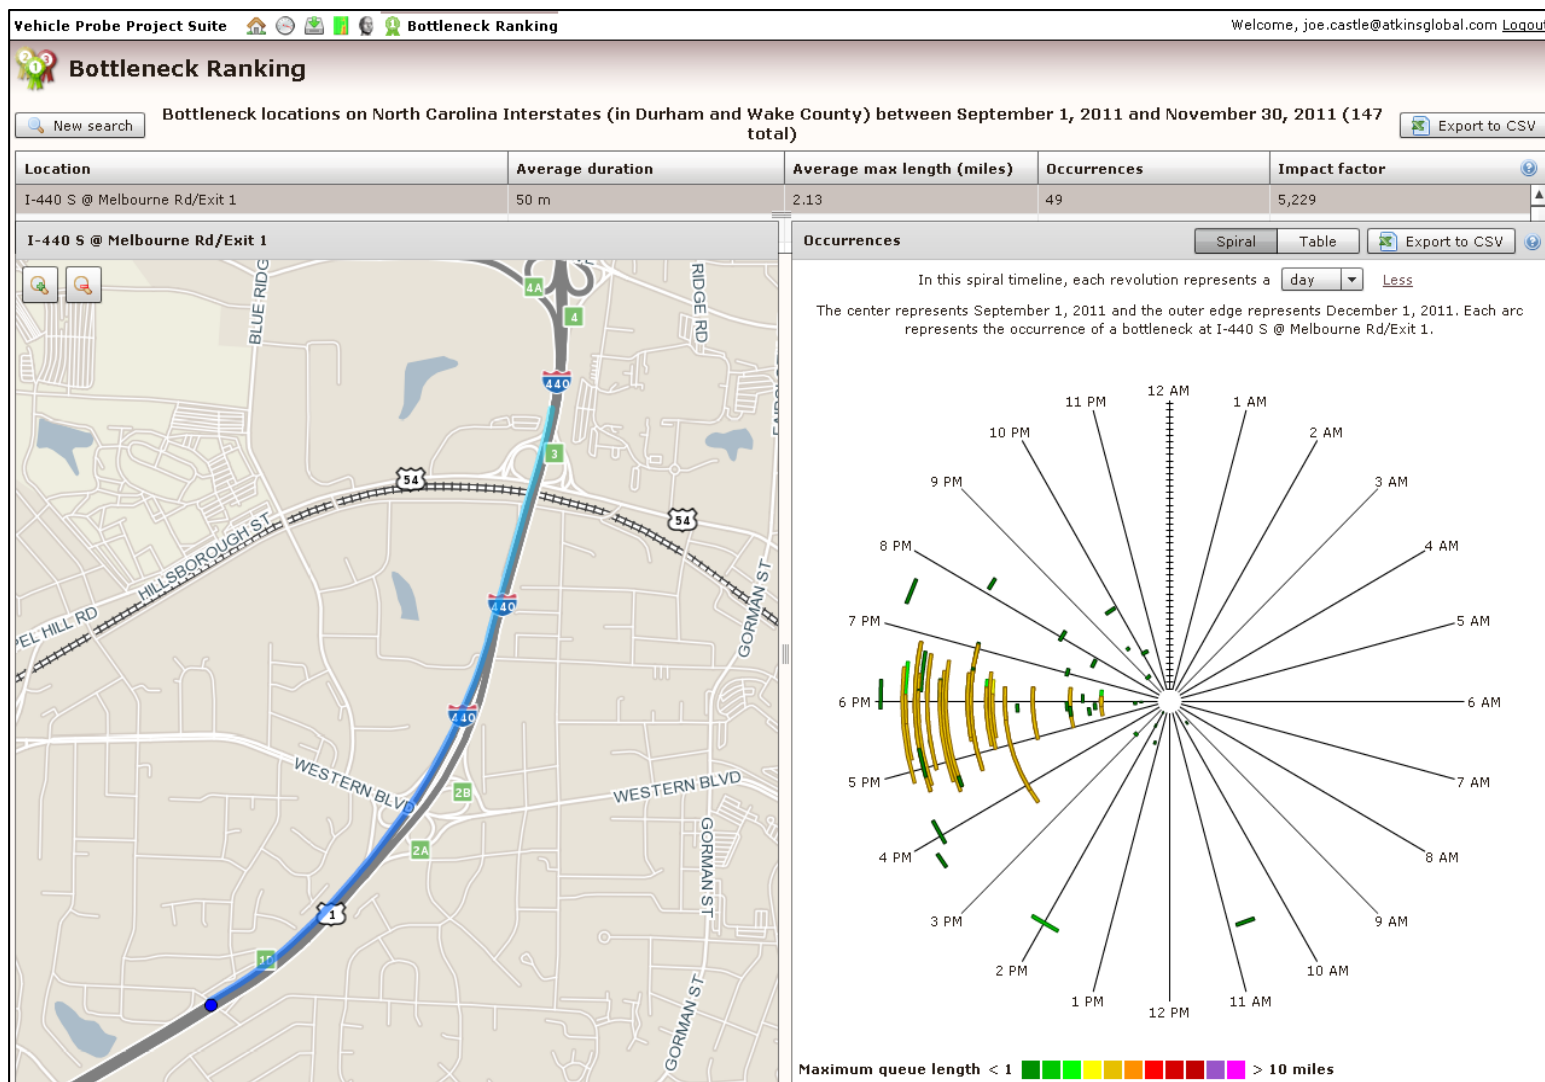 Vehicle Probe Project Suite
Bottleneck Ranking
Welcome, joe.castle@atkinsglobal.com Logout
Bottleneck Ranking
New search
Bottleneck locations on North Carolina Interstates (in Durham and Wake County) between September 1, 2011 and November 30, 2011 (147
total)
Export to CSV
Location Average duration Average max length (miles) Occurrences Impact factor
I-440 S @ Melbourne Rd/Exit 1 50 m 2.13 49 5,229
I-440 S @ Melbourne Rd/Exit 1
BLUE RIDG
4A
4
RIDGE RD
440
3
54
54
HILLSBOROUGH ST
PEL HILL RD
440
GORMAN ST
440
WESTERN BLVD
WESTERN BLVD
2B
2A
GORMAN ST
1
GORMAN ST
Occurrences
Spiral
Table
Export to CSV
In this spiral timeline, each revolution represents a day Less
The center represents September 1, 2011 and the outer edge represents December 1, 2011. Each arc
represents the occurrence of a bottleneck at I-440 S @ Melbourne Rd/Exit 1.
12 AM
1 AM
2 AM
3 AM
4 AM
5 AM
6 AM
7 AM
8 AM
9 AM
10 AM
11 AM
12 PM
1 PM
2 PM
3 PM
4 PM
5 PM
6 PM
7 PM
8 PM
9 PM
10 PM
11 PM
Maximum queue length < 1 > 10 miles